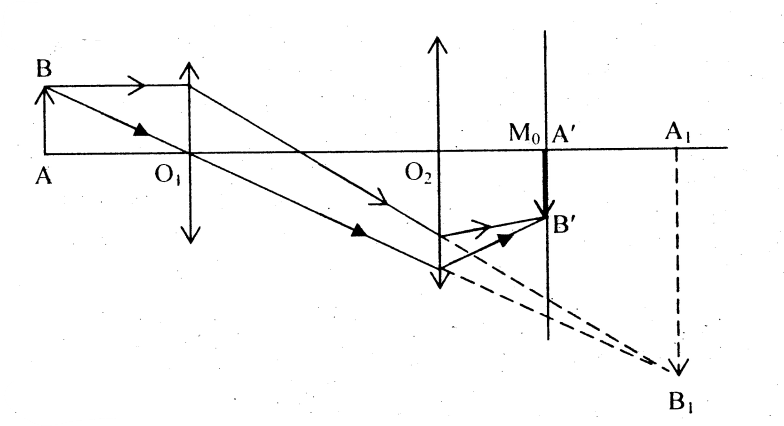 B
M₀ A′ A₁
A O₁ O₂
B′
B₁